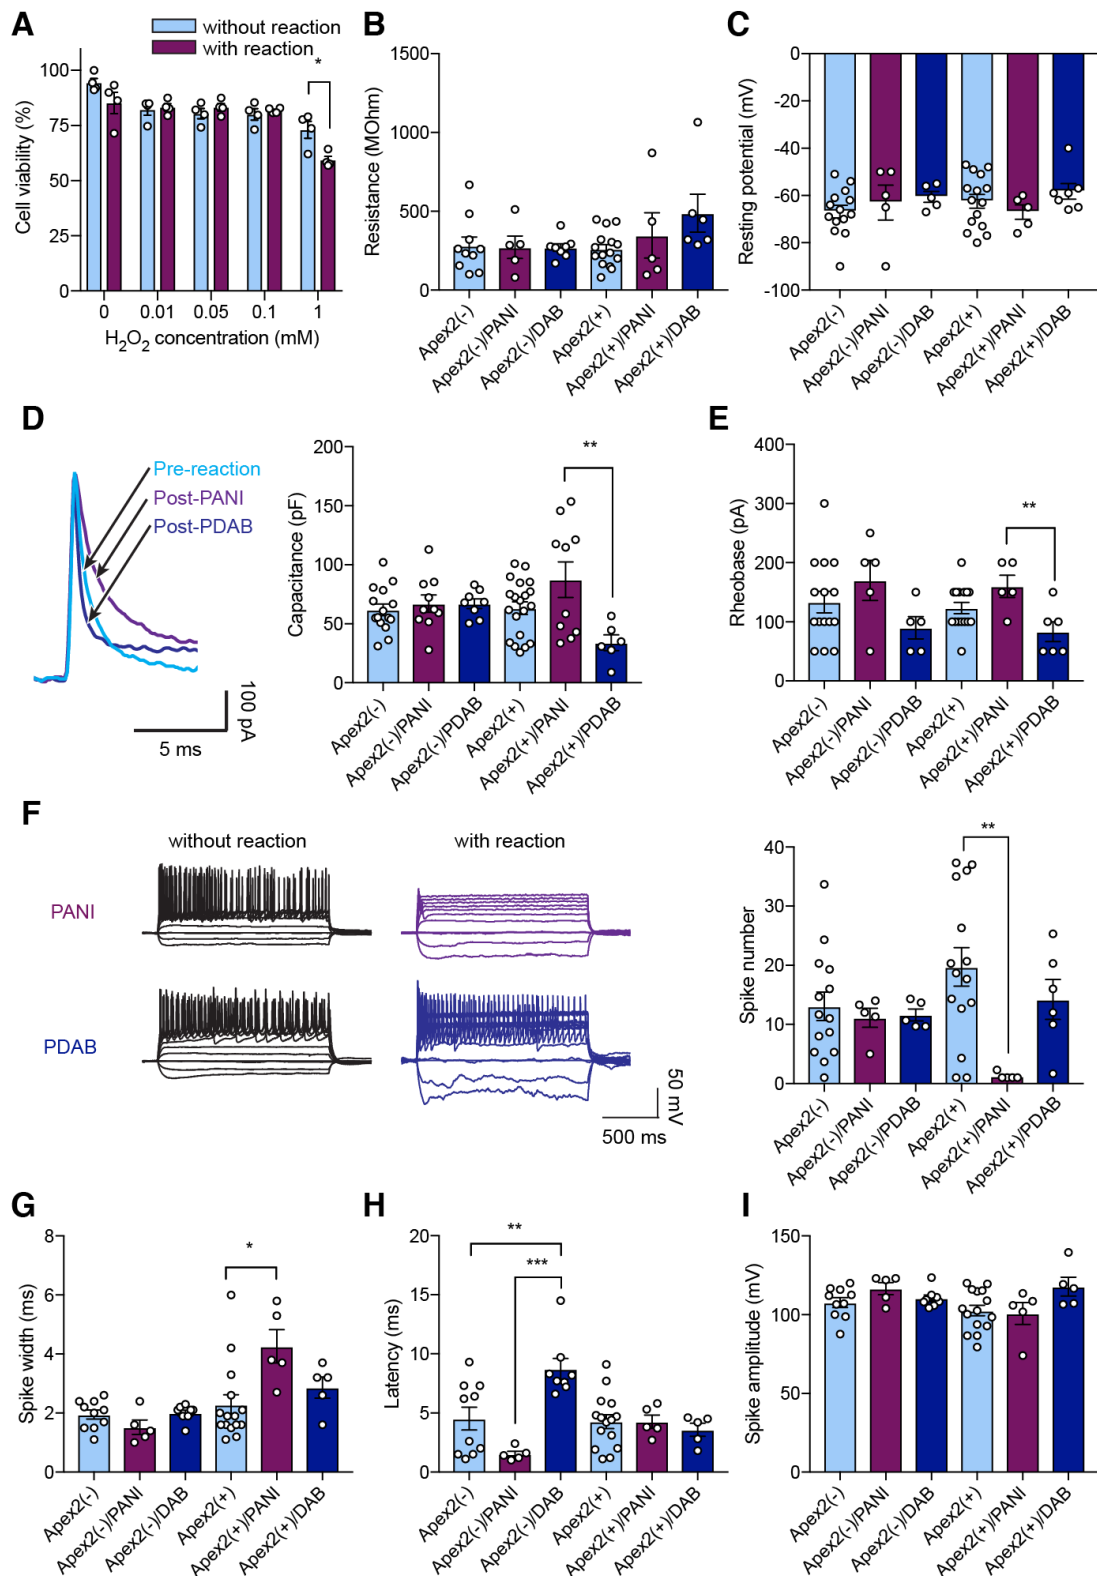 A
without reaction
with reaction
*
Cell viability (%)
100
75
50
25
0
0
0.01
0.05
0.1
1
H2O2 concentration (mM)
B
Resistance (MOhm)
1500
1000
500
0
Apex2(-)
Apex2(-)/PANI
Apex2(-)/DAB
Apex2(+)
Apex2(+)/PANI
Apex2(+)/DAB
C
Resting potential (mV)
0
-20
-40
-60
-80
-100
Apex2(-)
Apex2(-)/PANI
Apex2(-)/DAB
Apex2(+)
Apex2(+)/PANI
Apex2(+)/DAB
D
Pre-reaction
Post-PANI
Post-PDAB
100 pA
5 ms
Capacitance (pF)
200
150
100
50
0
**
Apex2(-)
Apex2(-)/PANI
Apex2(-)/PDAB
Apex2(+)
Apex2(+)/PANI
Apex2(+)/PDAB
E
Rheobase (pA)
400
300
200
100
0
**
Apex2(-)
Apex2(-)/PANI
Apex2(-)/PDAB
Apex2(+)
Apex2(+)/PANI
Apex2(+)/PDAB
F
without reaction
with reaction
PANI
PDAB
50 mV
500 ms
Spike number
40
30
20
10
0
**
Apex2(-)
Apex2(-)/PANI
Apex2(-)/PDAB
Apex2(+)
Apex2(+)/PANI
Apex2(+)/PDAB
G
Spike width (ms)
8
6
4
2
0
*
Apex2(-)
Apex2(-)/PANI
Apex2(-)/DAB
Apex2(+)
Apex2(+)/PANI
Apex2(+)/DAB
H
Latency (ms)
20
15
10
5
0
**
***
Apex2(-)
Apex2(-)/PANI
Apex2(-)/DAB
Apex2(+)
Apex2(+)/PANI
Apex2(+)/DAB
I
Spike amplitude (mV)
150
100
50
0
Apex2(-)
Apex2(-)/PANI
Apex2(-)/DAB
Apex2(+)
Apex2(+)/PANI
Apex2(+)/DAB